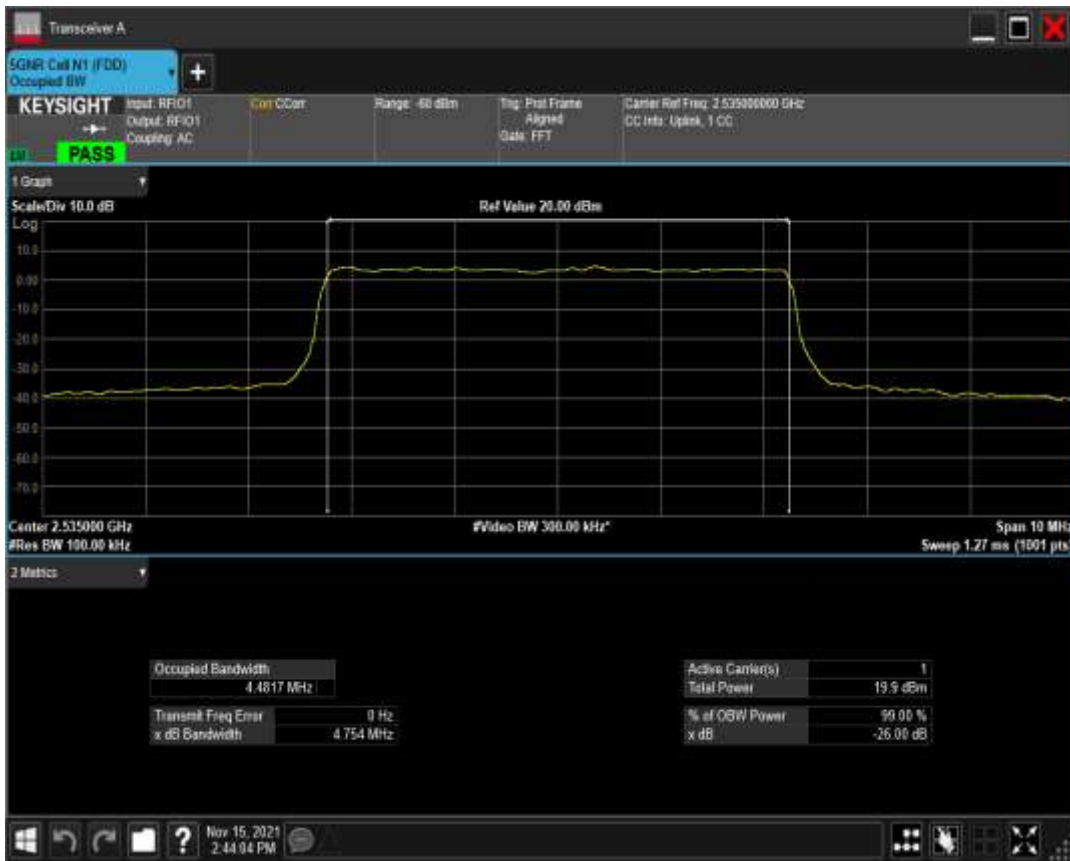 Transceiver A
5GNR Cell N1 (FDD)
Occupied BW
+
KEYSIGHT
Input: RFIO1
Output: RFIO1
Coupling: AC
Corr CCorr
Range: -60 dBm
Trig: Prot Frame
Aligned
Gate: FFT
Carrier Ref Freq: 2.535000000 GHz
CC Info: Uplink, 1 CC
PASS
1 Graph
Scale/Div 10.0 dB
Ref Value 20.00 dBm
Log
10.0
0.00
-10.0
-20.0
-30.0
-40.0
-50.0
-60.0
-70.0
Center 2.535000 GHz
#Video BW 300.00 kHz*
Span 10 MHz
#Res BW 100.00 kHz
Sweep 1.27 ms (1001 pts)
2 Metrics
Occupied Bandwidth
4.4817 MHz
Transmit Freq Error 0 Hz
x dB Bandwidth 4.754 MHz
Active Carrier(s) 1
Total Power 19.9 dBm
% of OBW Power 99.00 %
x dB -26.00 dB
?
Nov 15, 2021
2:44:04 PM